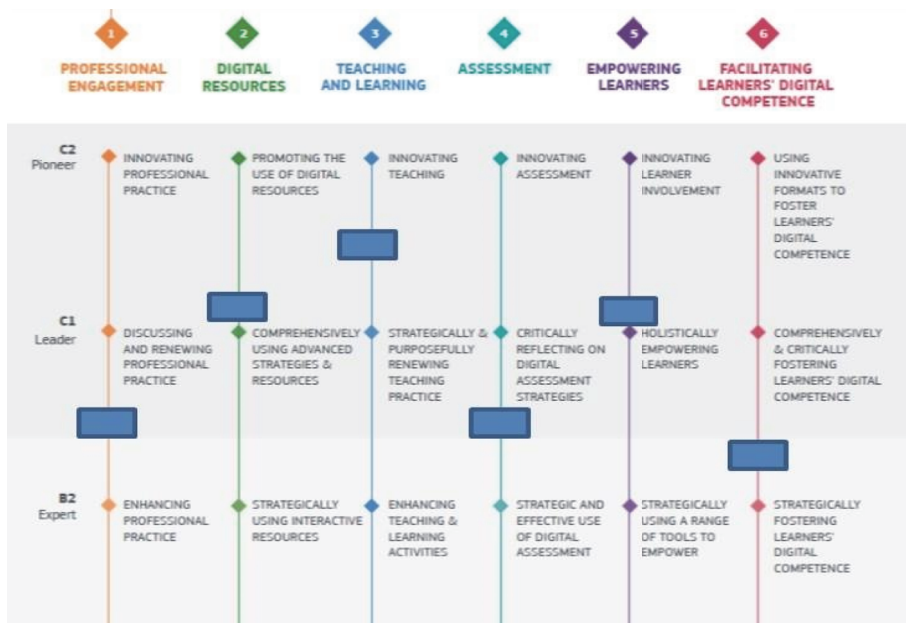 1
PROFESSIONAL
ENGAGEMENT
2
DIGITAL
RESOURCES
3
TEACHING
AND LEARNING
4
ASSESSMENT
5
EMPOWERING
LEARNERS
6
FACILITATING
LEARNERS' DIGITAL
COMPETENCE
C2
Pioneer
INNOVATING
PROFESSIONAL
PRACTICE
PROMOTING THE
USE OF DIGITAL
RESOURCES
INNOVATING
TEACHING
INNOVATING
ASSESSMENT
INNOVATING
LEARNER
INVOLVEMENT
USING
INNOVATIVE
FORMATS TO
FOSTER
LEARNERS'
DIGITAL
COMPETENCE
C1
Leader
DISCUSSING
AND RENEWING
PROFESSIONAL
PRACTICE
COMPREHENSIVELY
USING ADVANCED
STRATEGIES &
RESOURCES
STRATEGICALLY &
PURPOSEFULLY
RENEWING
TEACHING
PRACTICE
CRITICALLY
REFLECTING ON
DIGITAL
ASSESSMENT
STRATEGIES
HOLISTICALLY
EMPOWERING
LEARNERS
COMPREHENSIVELY
& CRITICALLY
FOSTERING
LEARNERS' DIGITAL
COMPETENCE
B2
Expert
ENHANCING
PROFESSIONAL
PRACTICE
STRATEGICALLY
USING INTERACTIVE
RESOURCES
ENHANCING
TEACHING &
LEARNING
ACTIVITIES
STRATEGIC AND
EFFECTIVE USE
OF DIGITAL
ASSESSMENT
STRATEGICALLY
USING A RANGE
OF TOOLS TO
EMPOWER
STRATEGICALLY
FOSTERING
LEARNERS'
DIGITAL
COMPETENCE